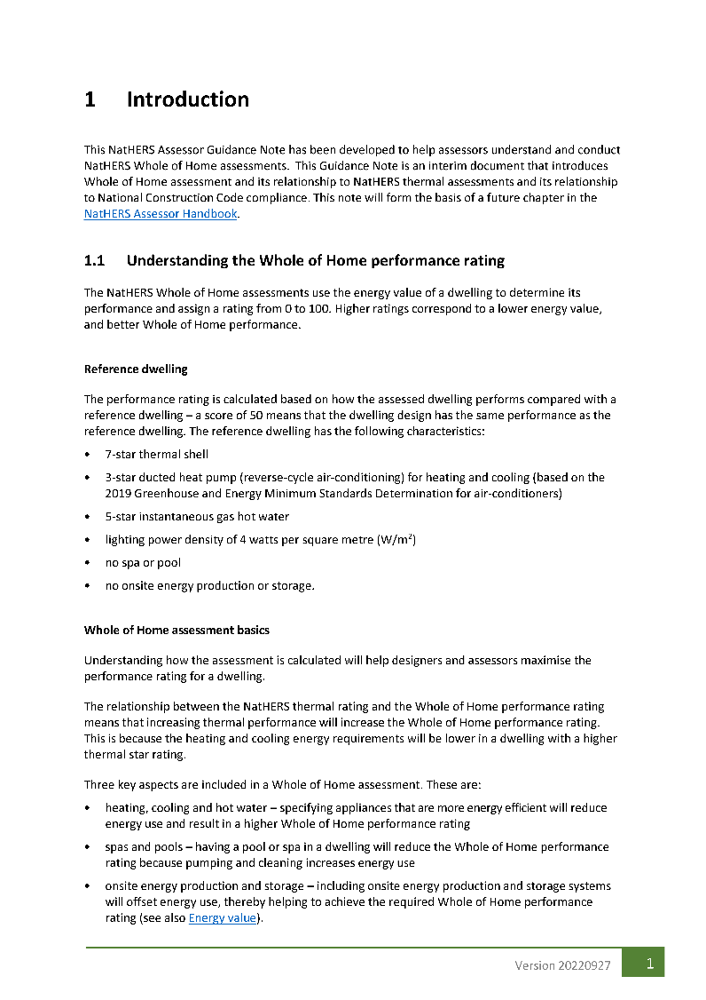 1 Introduction
This NatHERS Assessor Guidance Note has been developed to help assessors understand and conduct
NatHERS Whole of Home assessments.  This Guidance Note is an interim document that introduces
Whole of Home assessment and its relationship to NatHERS thermal assessments and its relationship
to National Construction Code compliance. This note will form the basis of a future chapter in the
NatHERS Assessor Handbook.
1.1 Understanding the Whole of Home performance rating
The NatHERS Whole of Home assessments use the energy value of a dwelling to determine its
performance and assign a rating from 0 to 100. Higher ratings correspond to a lower energy value,
and better Whole of Home performance.
Reference dwelling
The performance rating is calculated based on how the assessed dwelling performs compared with a
reference dwelling – a score of 50 means that the dwelling design has the same performance as the
reference dwelling. The reference dwelling has the following characteristics:
• 7-star thermal shell
• 3-star ducted heat pump (reverse-cycle air-conditioning) for heating and cooling (based on the
2019 Greenhouse and Energy Minimum Standards Determination for air-conditioners)
• 5-star instantaneous gas hot water
• lighting power density of 4 watts per square metre (W/m²)
• no spa or pool
• no onsite energy production or storage.
Whole of Home assessment basics
Understanding how the assessment is calculated will help designers and assessors maximise the
performance rating for a dwelling.
The relationship between the NatHERS thermal rating and the Whole of Home performance rating
means that increasing thermal performance will increase the Whole of Home performance rating.
This is because the heating and cooling energy requirements will be lower in a dwelling with a higher
thermal star rating.
Three key aspects are included in a Whole of Home assessment. These are:
• heating, cooling and hot water – specifying appliances that are more energy efficient will reduce
energy use and result in a higher Whole of Home performance rating
• spas and pools – having a pool or spa in a dwelling will reduce the Whole of Home performance
rating because pumping and cleaning increases energy use
• onsite energy production and storage – including onsite energy production and storage systems
will offset energy use, thereby helping to achieve the required Whole of Home performance
rating (see also Energy value).
Version 20220927 1